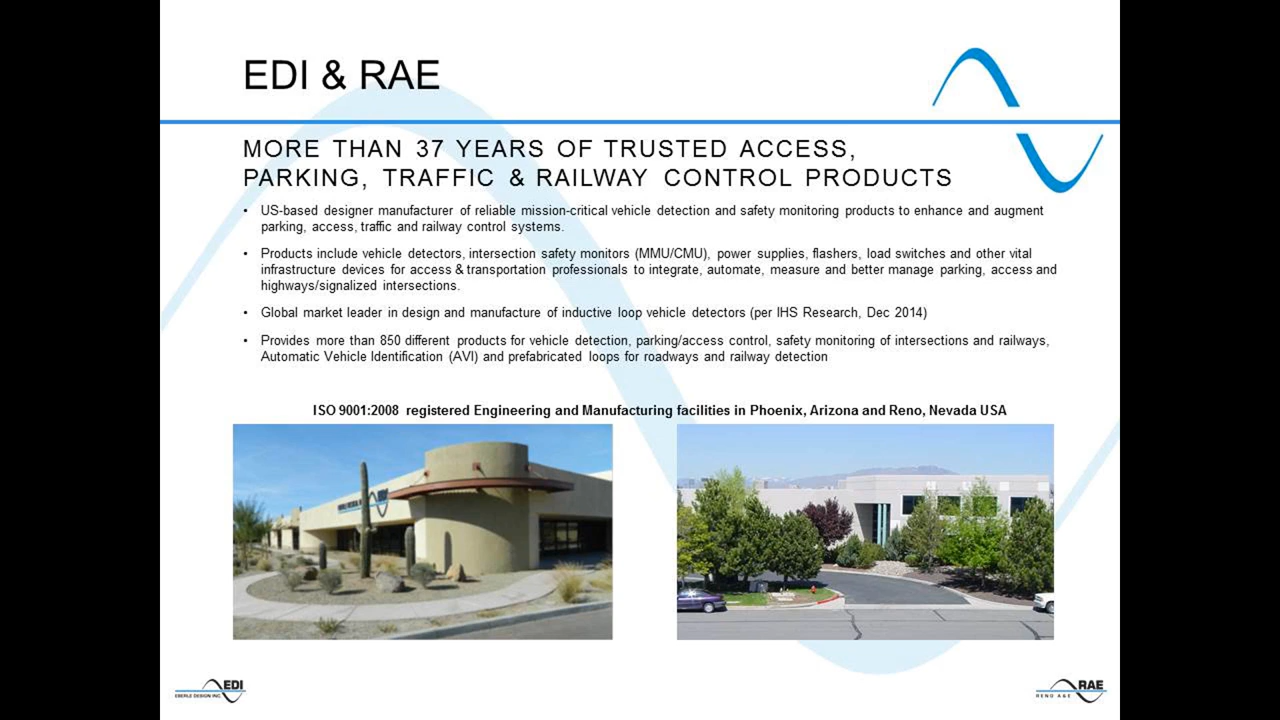 EDI & RAE
MORE THAN 37 YEARS OF TRUSTED ACCESS,
PARKING, TRAFFIC & RAILWAY CONTROL PRODUCTS
• US-based designer manufacturer of reliable mission-critical vehicle detection and safety monitoring products to enhance and augment
parking, access, traffic and railway control systems.
• Products include vehicle detectors, intersection safety monitors (MMU/CMU), power supplies, flashers, load switches and other vital
infrastructure devices for access & transportation professionals to integrate, automate, measure and better manage parking, access and
highways/signalized intersections.
• Global market leader in design and manufacture of inductive loop vehicle detectors (per IHS Research, Dec 2014)
• Provides more than 850 different products for vehicle detection, parking/access control, safety monitoring of intersections and railways,
Automatic Vehicle Identification (AVI) and prefabricated loops for roadways and railway detection
ISO 9001:2008 registered Engineering and Manufacturing facilities in Phoenix, Arizona and Reno, Nevada USA
EDI
EDI
EBERLE DESIGN INC.
RAE
RENO A&E